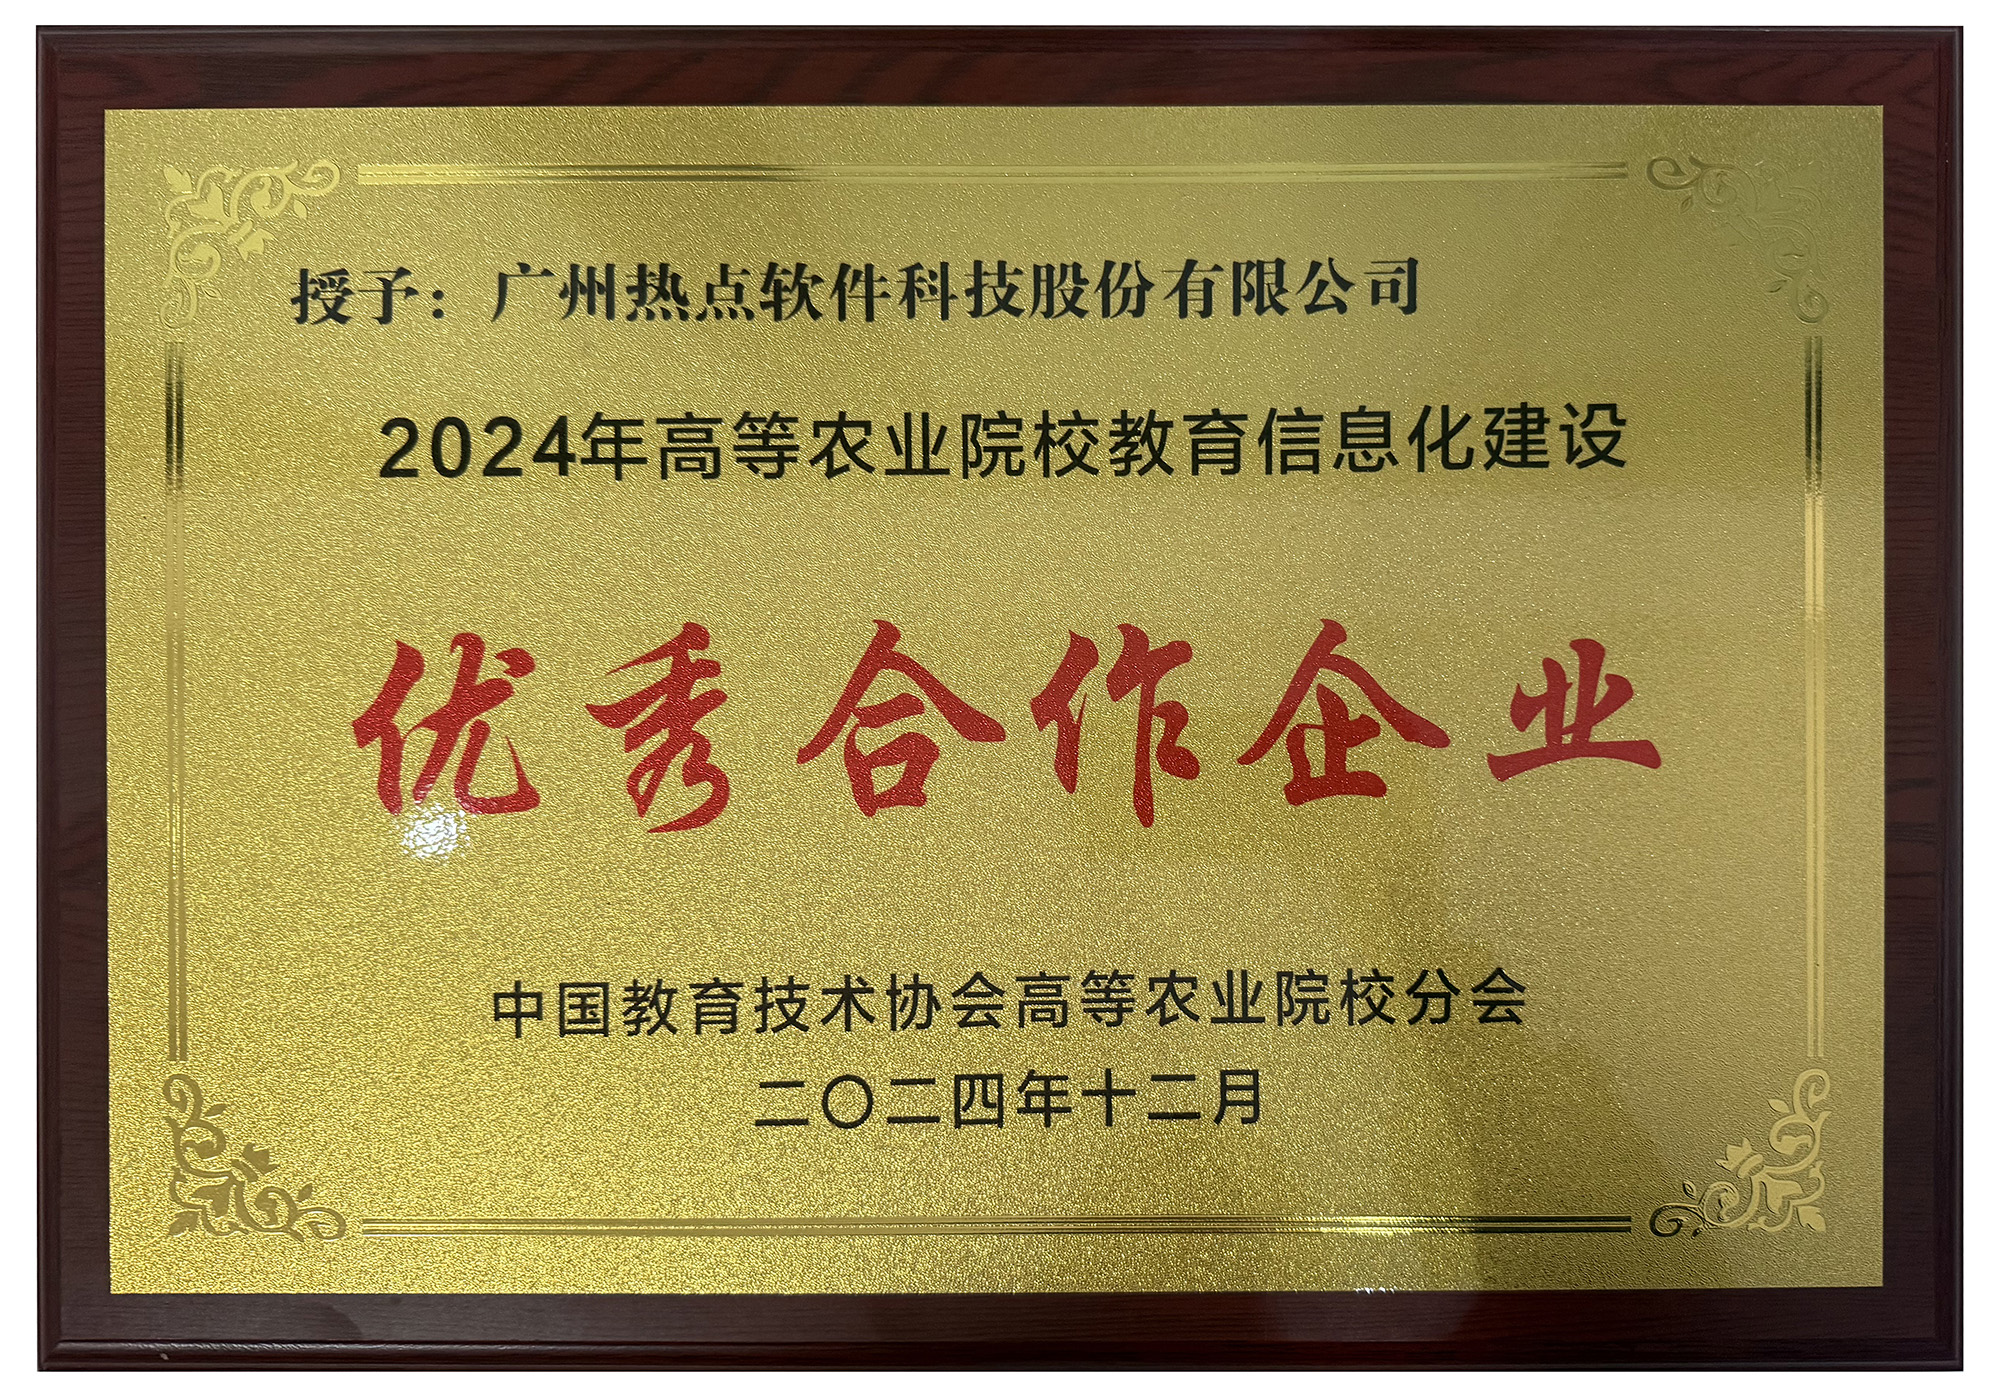 授予：广州热点软件科技股份有限公司
2024年高等农业院校教育信息化建设
优秀合作企业
中国教育技术协会高等农业院校分会
二〇二四年十二月